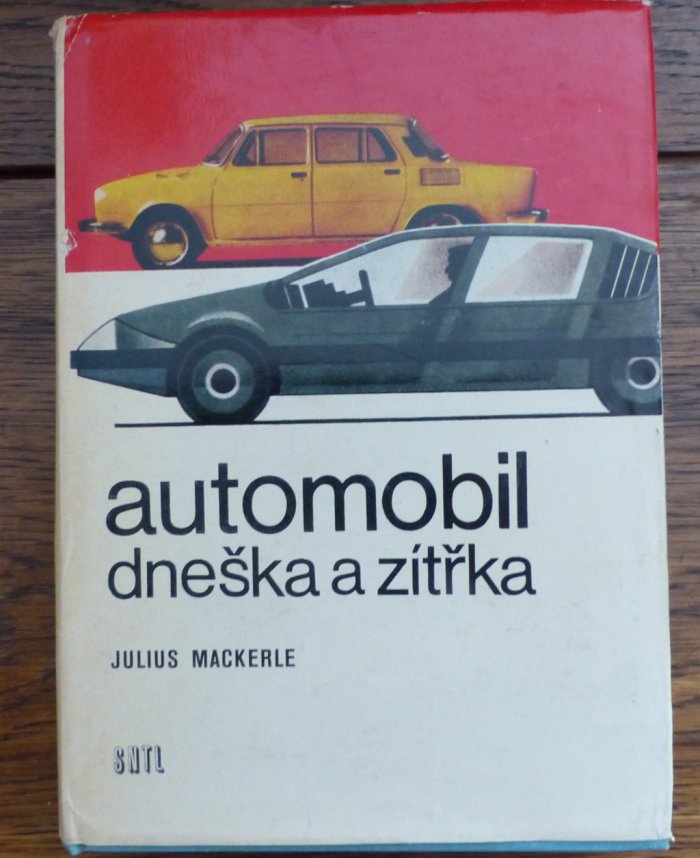 automobil
dneška a zítřka
JULIUS MACKERLE
SNTL